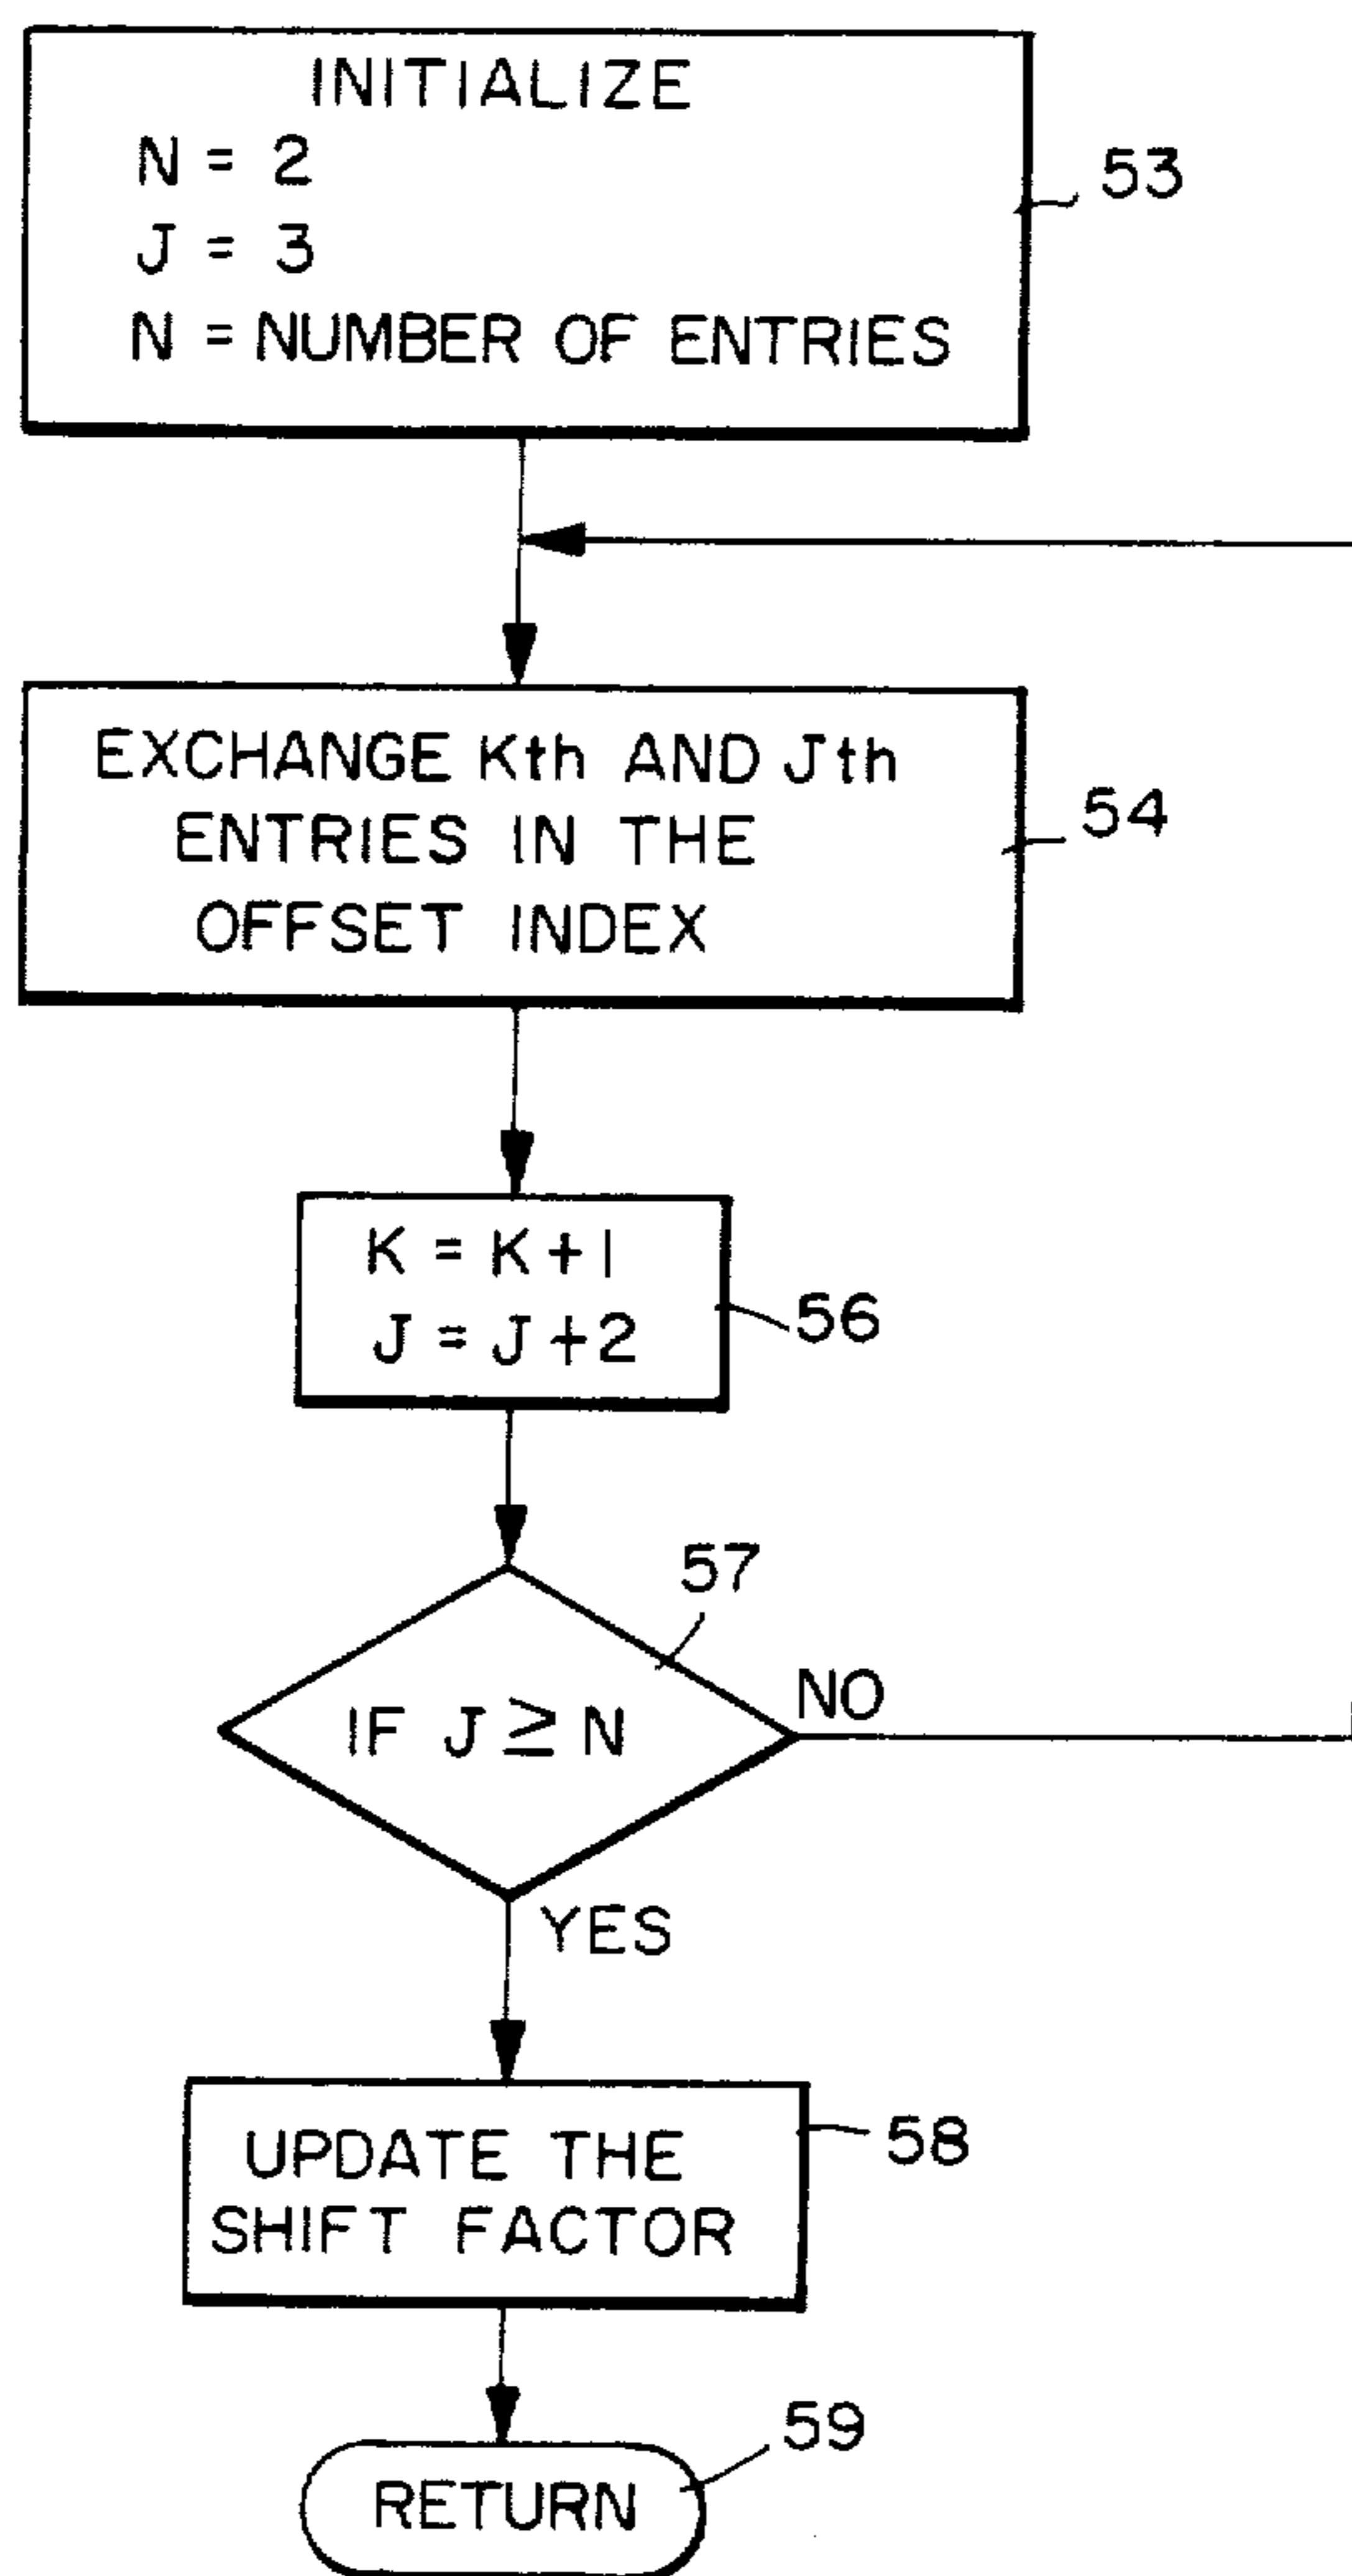 INITIALIZE
N = 2
J = 3
N = NUMBER OF ENTRIES
53
EXCHANGE Kth AND Jth
ENTRIES IN THE
OFFSET INDEX
54
K = K+1
J = J+2
56
57
IF J ≥ N
NO
YES
UPDATE THE
SHIFT FACTOR
58
RETURN
59